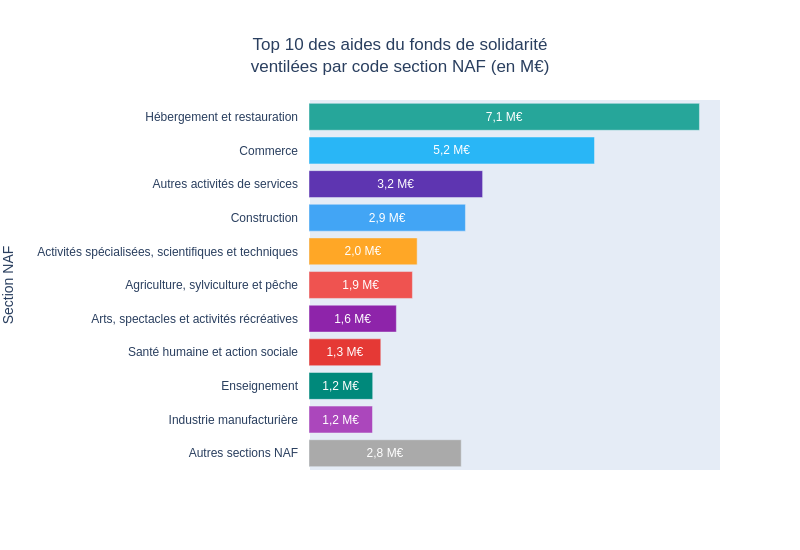 Top 10 des aides du fonds de solidarité
ventilées par code section NAF (en M€)
Section NAF
Hébergement et restauration 7,1 M€
Commerce 5,2 M€
Autres activités de services 3,2 M€
Construction 2,9 M€
Activités spécialisées, scientifiques et techniques 2,0 M€
Agriculture, sylviculture et pêche 1,9 M€
Arts, spectacles et activités récréatives 1,6 M€
Santé humaine et action sociale 1,3 M€
Enseignement 1,2 M€
Industrie manufacturière 1,2 M€
Autres sections NAF 2,8 M€